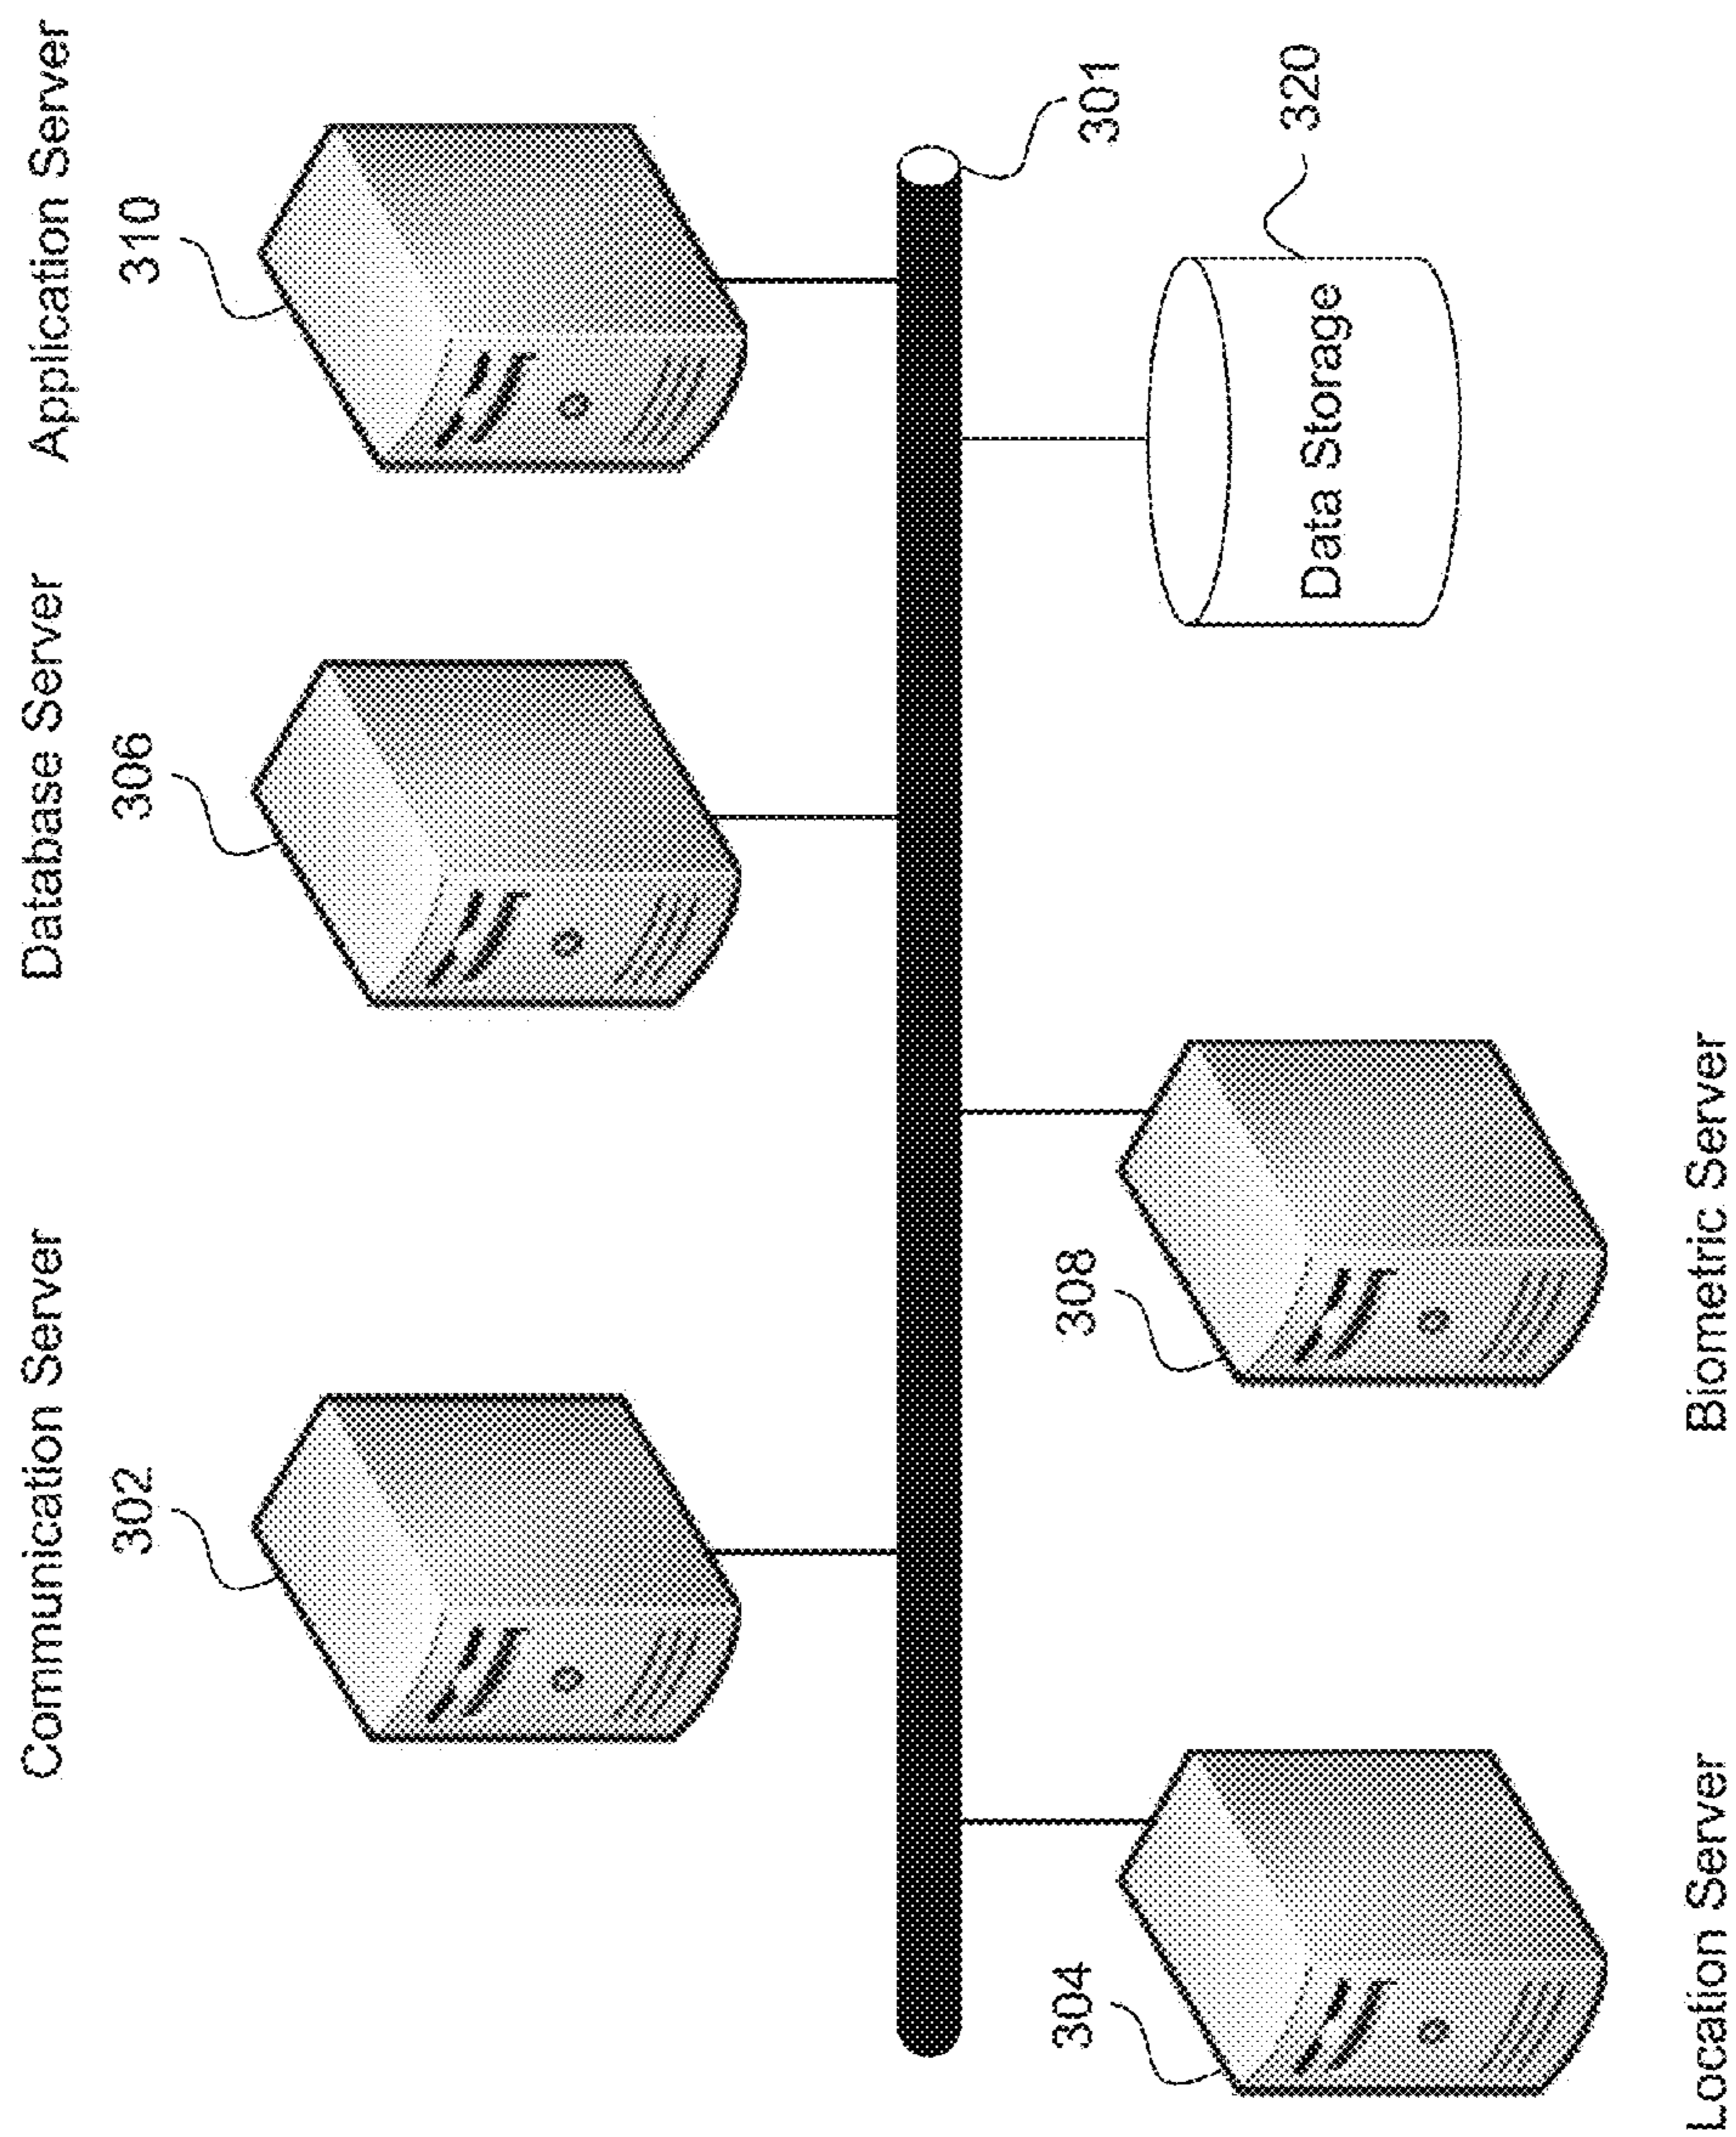 Communication Server
Database Server
Application Server
302
306
310
301
304
308
320
Data Storage
Location Server
Biometric Server